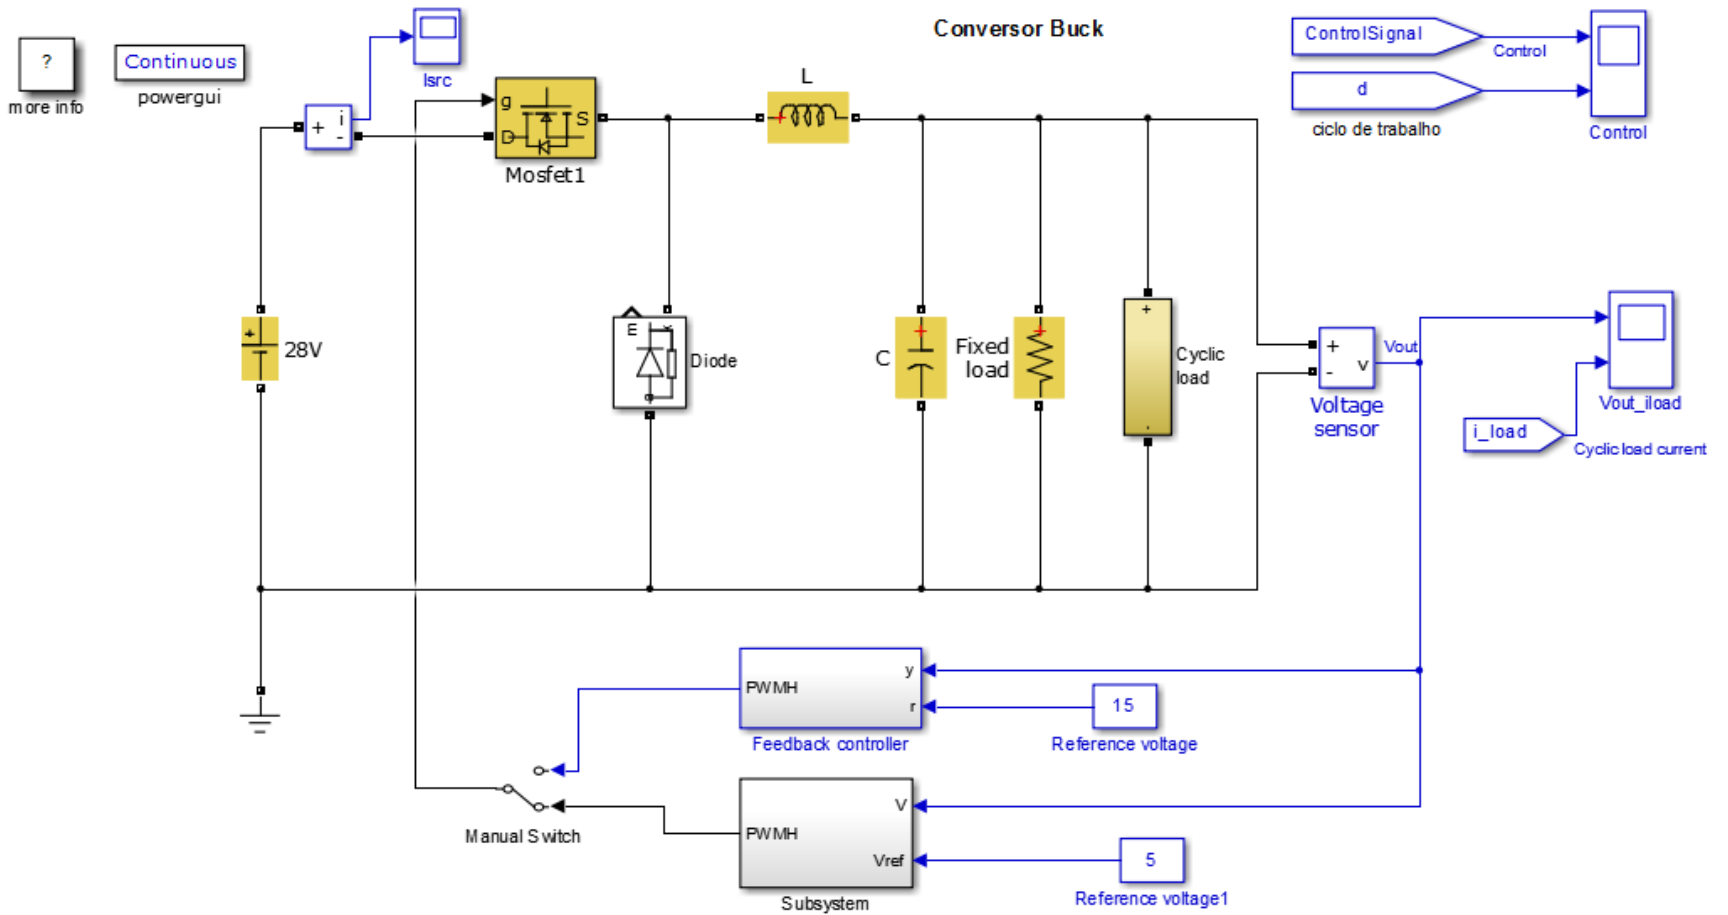 Conversor Buck
?
more info
Continuous
powergui
Isrc
+
i
-
g
D
S
Mosfet1
L
ControlSignal
Control
d
ciclo de trabalho
Control
+
28V
m
k
a
Diode
+
C
Fixed
load
+
+
-
Cyclic
load
+
-
v
Vout
Voltage
sensor
Vout_iload
i_load
Cyclic load current
PWMH
y
r
Feedback controller
15
Reference voltage
Manual Switch
PWMH
V
Vref
Subsystem
5
Reference voltage1